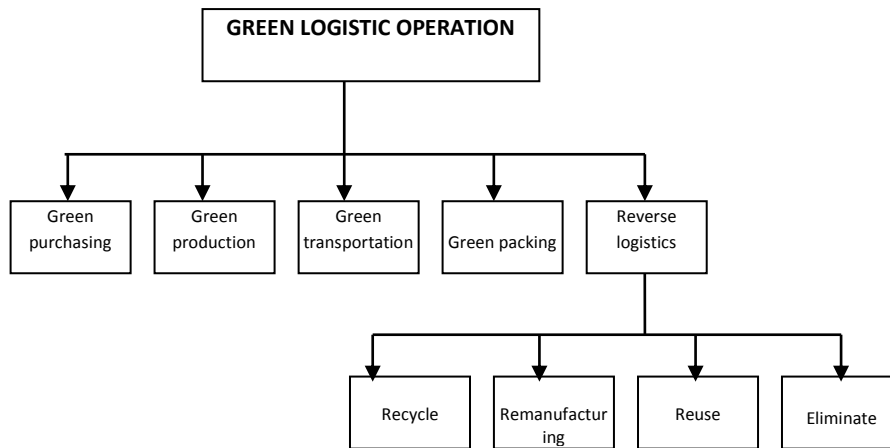 GREEN LOGISTIC OPERATION
Green
purchasing
Green
production
Green
transportation
Green packing
Reverse
logistics
Recycle
Remanufactur
ing
Reuse
Eliminate